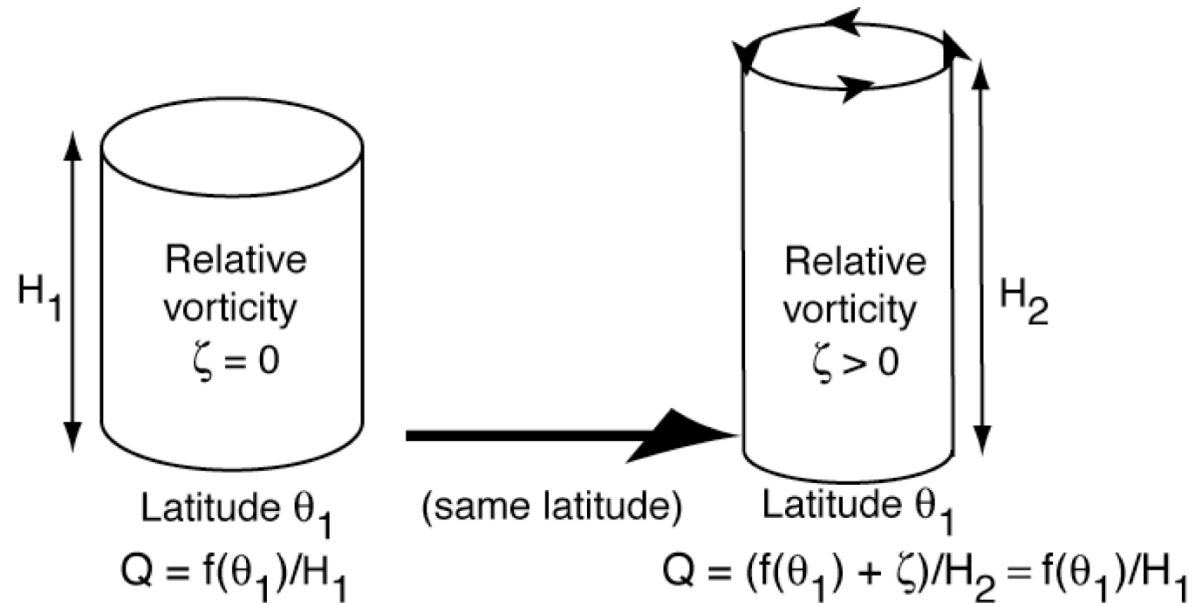 H₁
Relative
vorticity
ζ = 0
Latitude θ₁
Q = f(θ₁)/H₁
(same latitude)
Relative
vorticity
ζ > 0
H₂
Latitude θ₁
Q = (f(θ₁) + ζ)/H₂ = f(θ₁)/H₁